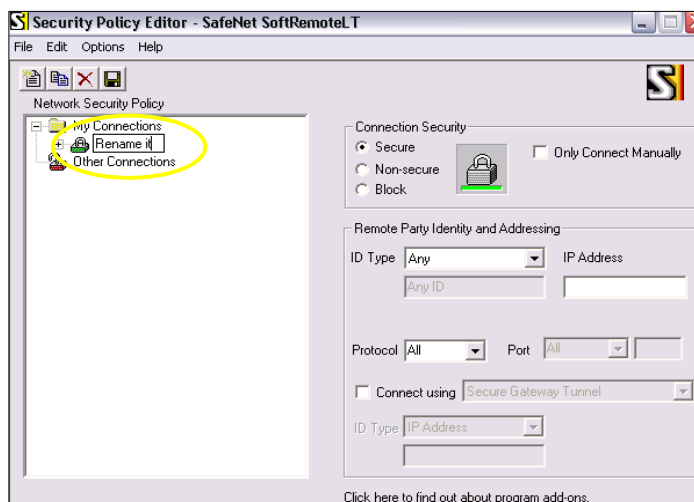 Security Policy Editor - SafeNet SoftRemoteLT
File Edit Options Help
Network Security Policy
My Connections
Rename it
Other Connections
Connection Security
Secure
Non-secure
Block
Only Connect Manually
Remote Party Identity and Addressing
ID Type Any IP Address
Any ID
Protocol All Port All
Connect using Secure Gateway Tunnel
ID Type IP Address
Click here to find out about program add-ons.